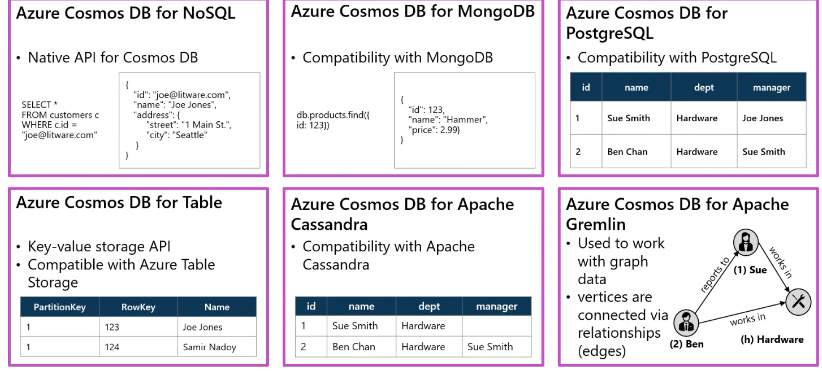 Azure Cosmos DB for NoSQL
• Native API for Cosmos DB
SELECT *
FROM customers c
WHERE c.id =
"joe@litware.com"
{
"id": "joe@litware.com",
"name": "Joe Jones",
"address": {
"street": "1 Main St.",
"city": "Seattle"
}
}
Azure Cosmos DB for MongoDB
• Compatibility with MongoDB
db.products.find({
id: 123})
{
"id": 123,
"name": "Hammer",
"price": 2.99}
}
Azure Cosmos DB for
PostgreSQL
• Compatibility with PostgreSQL
id name dept manager
1 Sue Smith Hardware Joe Jones
2 Ben Chan Hardware Sue Smith
Azure Cosmos DB for Table
• Key-value storage API
• Compatible with Azure Table
Storage
PartitionKey RowKey Name
1 123 Joe Jones
1 124 Samir Nadoy
Azure Cosmos DB for Apache
Cassandra
• Compatibility with Apache
Cassandra
id name dept manager
1 Sue Smith Hardware
2 Ben Chan Hardware Sue Smith
Azure Cosmos DB for Apache
Gremlin
• Used to work
with graph
data
• vertices are
connected via
relationships
(edges)
(1) Sue
reports to
works in
works in
(2) Ben
(h) Hardware